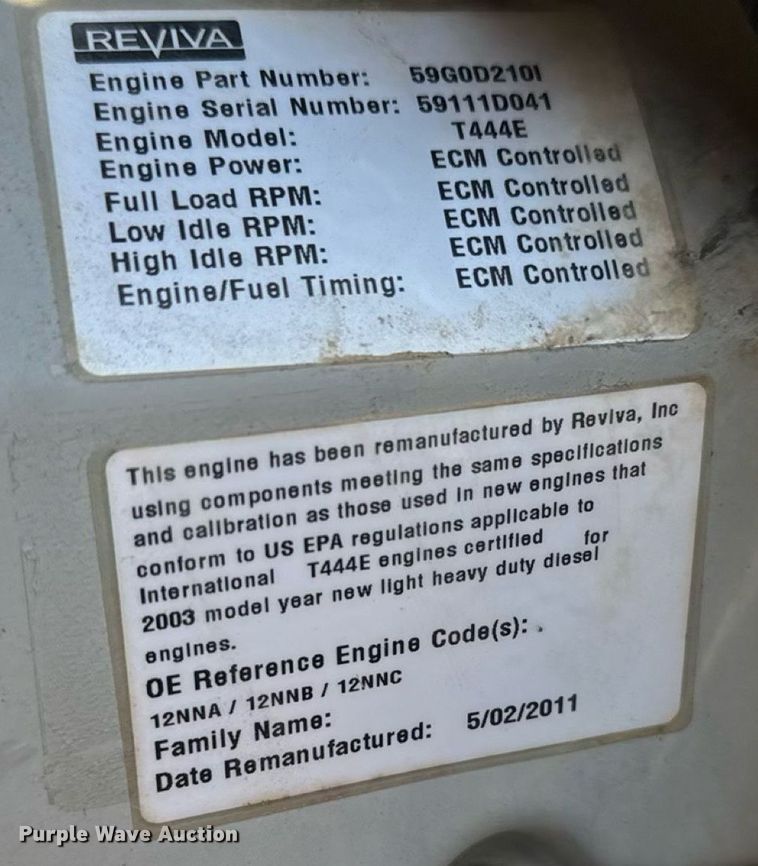 REVIVA
Engine Part Number: 59G0D210I
Engine Serial Number: 59111D041
Engine Model: T444E
Engine Power: ECM Controlled
Full Load RPM: ECM Controlled
Low Idle RPM: ECM Controlled
High Idle RPM: ECM Controlled
Engine/Fuel Timing: ECM Controlled
This engine has been remanufactured by Reviva, Inc
using components meeting the same specifications
and calibration as those used in new engines that
conform to US EPA regulations applicable to
International T444E engines certified for
2003 model year new light heavy duty diesel
engines.
OE Reference Engine Code(s): .
12NNA / 12NNB / 12NNC
Family Name:
Date Remanufactured: 5/02/2011
Purple Wave Auction